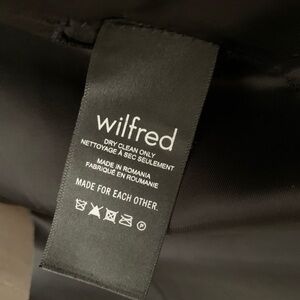 wilfred
DRY CLEAN ONLY
NETTOYAGE À SEC SEULEMENT
MADE IN ROMANIA
FABRIQUÉ EN ROUMANIE
MADE FOR EACH OTHER.
P